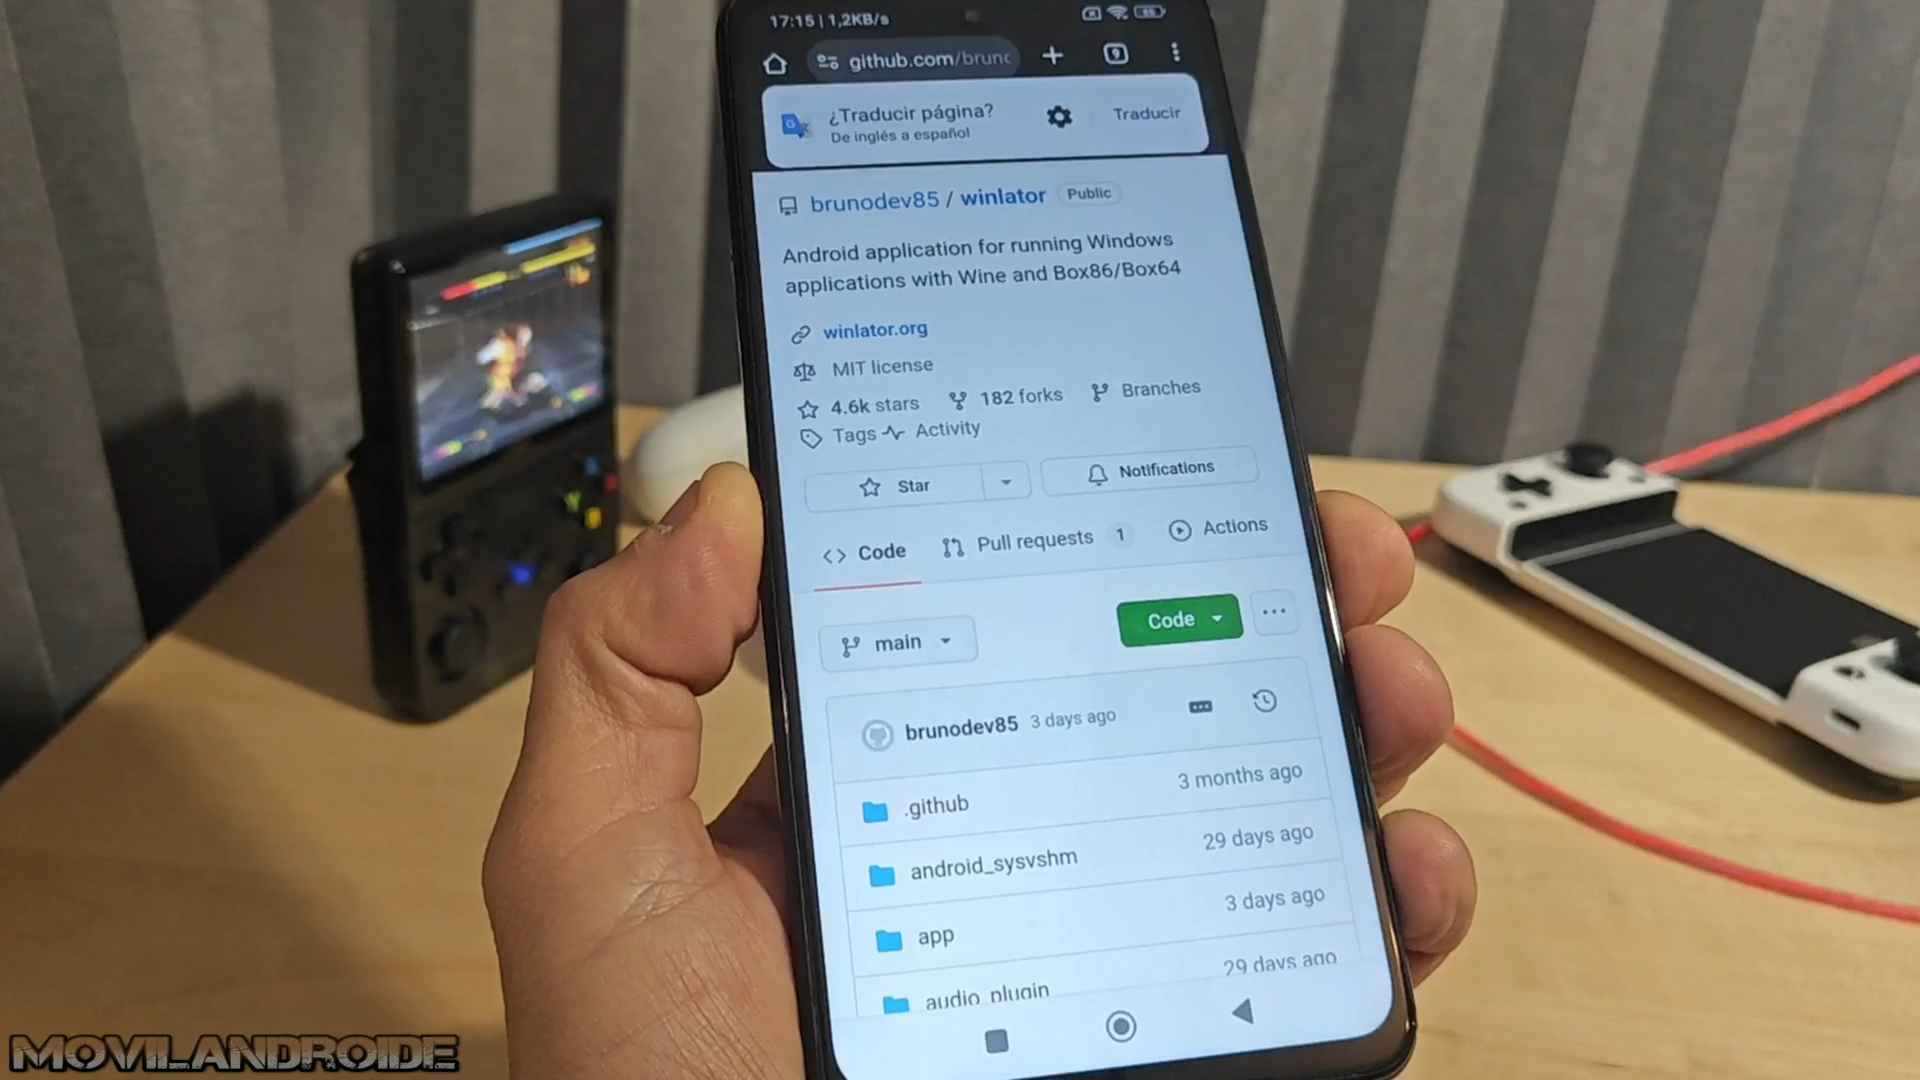 17:15 | 1,2KB/s
85
github.com/brunc
9
¿Traducir página?
De inglés a español
Traducir
brunodev85 / winlator Public
Android application for running Windows
applications with Wine and Box86/Box64
winlator.org
MIT license
4.6k stars 182 forks Branches
Tags Activity
Star Notifications
Code Pull requests 1 Actions
main Code
brunodev85 3 days ago
.github 3 months ago
android_sysvshm 29 days ago
app 3 days ago
audio_plugin 29 days ago
Y
B
MOVILANDROIDE